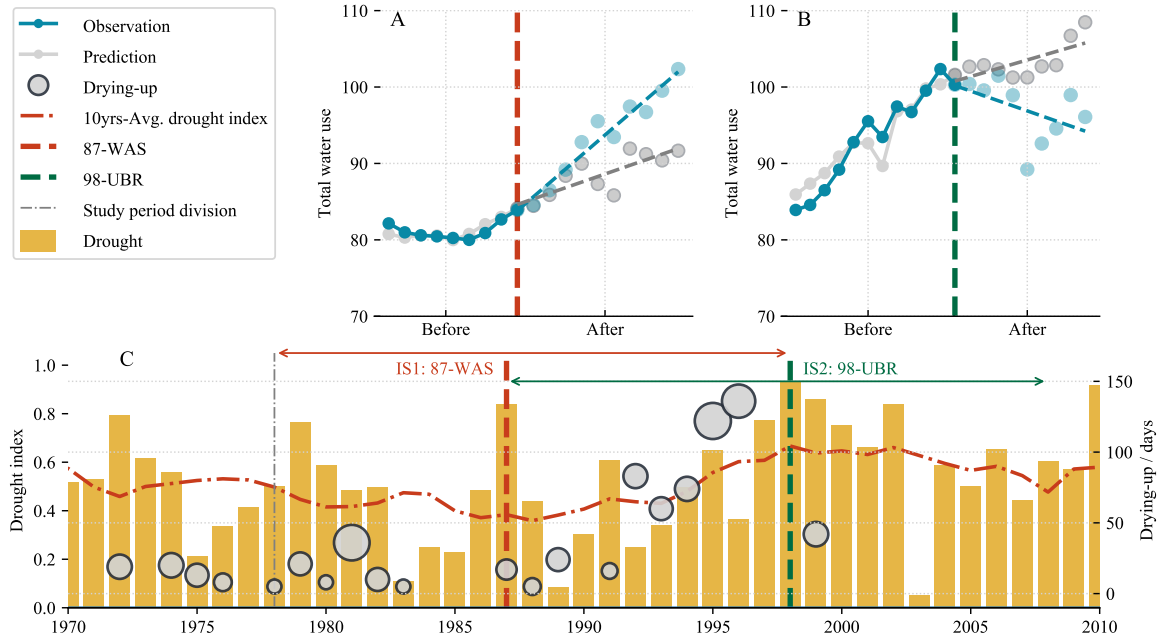 Observation
Prediction
Drying-up
10yrs-Avg. drought index
87-WAS
98-UBR
Study period division
Drought
A
Total water use
110
100
90
80
70
Before
After
B
Total water use
110
100
90
80
70
Before
After
C
IS1: 87-WAS
IS2: 98-UBR
Drought index
1.0
0.8
0.6
0.4
0.2
0.0
150
100
50
0
Drying-up / days
1970
1975
1980
1985
1990
1995
2000
2005
2010